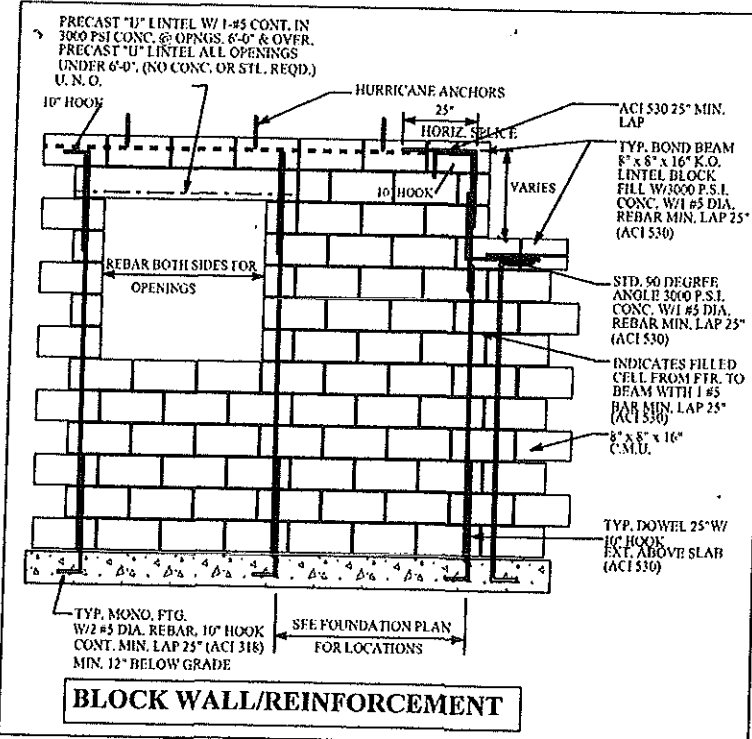 PRECAST "U" LINTEL W/ 1-#5 CONT. IN
3000 PSI CONC. @ OPNGS. 6'-0" & OVER.
PRECAST "U" LINTEL ALL OPENINGS
UNDER 6'-0". (NO CONC. OR STL. REQD.)
U. N. O.
10" HOOK
HURRICANE ANCHORS
25"
HORIZ. SPLICE
10" HOOK
VARIES
ACI 530 25" MIN.
LAP
TYP. BOND BEAM
8" x 8" x 16" K.O.
LINTEL BLOCK
FILL W/3000 P.S.I.
CONC. W/1 #5 DIA.
REBAR MIN. LAP 25"
(ACI 530)
REBAR BOTH SIDES FOR
OPENINGS
STD. 90 DEGREE
ANGLE 3000 P.S.I.
CONC. W/1 #5 DIA.
REBAR MIN. LAP 25"
(ACI 530)
INDICATES FILLED
CELL FROM FTR. TO
BEAM WITH 1 #5
BAR MIN. LAP 25"
(ACI 530)
8" x 8" x 16"
C.M.U.
TYP. DOWEL 25" W/
10" HOOK
EXT. ABOVE SLAB
(ACI 530)
TYP. MONO. FTG.
W/2 #5 DIA. REBAR, 10" HOOK
CONT. MIN. LAP 25" (ACI 318)
MIN. 12" BELOW GRADE
SEE FOUNDATION PLAN
FOR LOCATIONS
BLOCK WALL/REINFORCEMENT